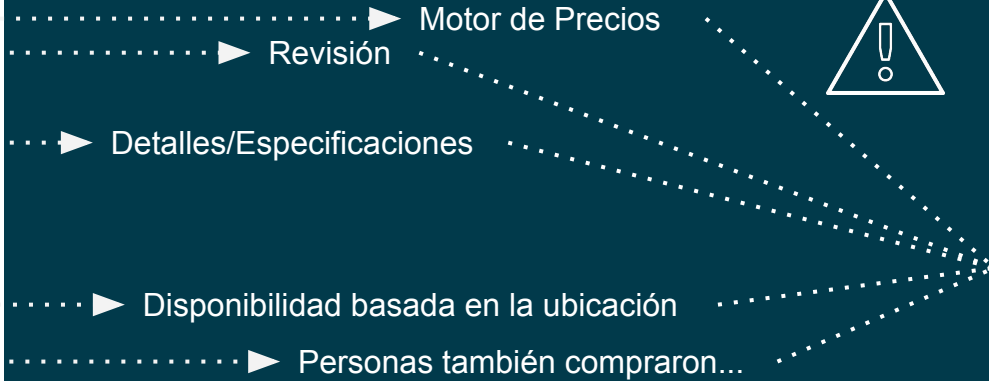 Motor de Precios
Revisión
Detalles/Especificaciones
Disponibilidad basada en la ubicación
Personas también compraron...